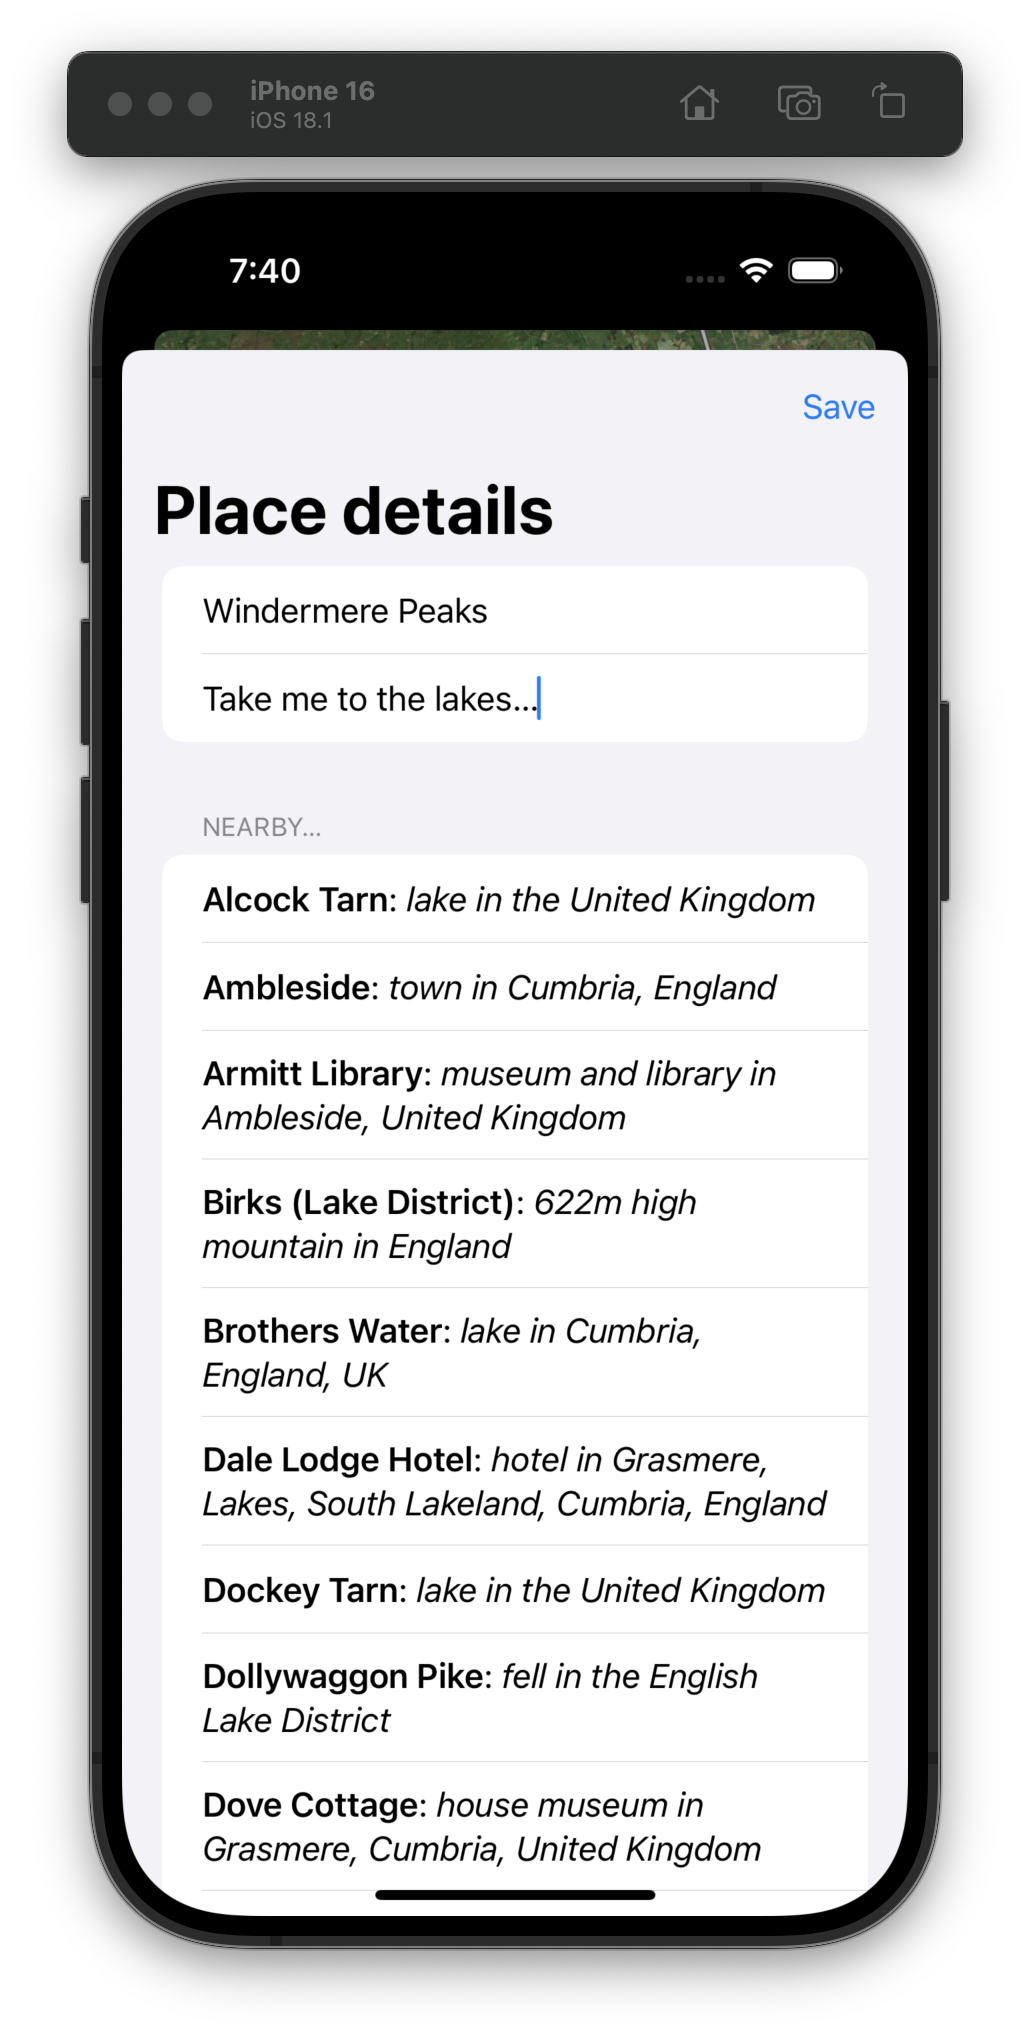 iPhone 16
iOS 18.1
7:40
Save
Place details
Windermere Peaks
Take me to the lakes...
NEARBY...
Alcock Tarn: lake in the United Kingdom
Ambleside: town in Cumbria, England
Armitt Library: museum and library in
Ambleside, United Kingdom
Birks (Lake District): 622m high
mountain in England
Brothers Water: lake in Cumbria,
England, UK
Dale Lodge Hotel: hotel in Grasmere,
Lakes, South Lakeland, Cumbria, England
Dockey Tarn: lake in the United Kingdom
Dollywaggon Pike: fell in the English
Lake District
Dove Cottage: house museum in
Grasmere, Cumbria, United Kingdom